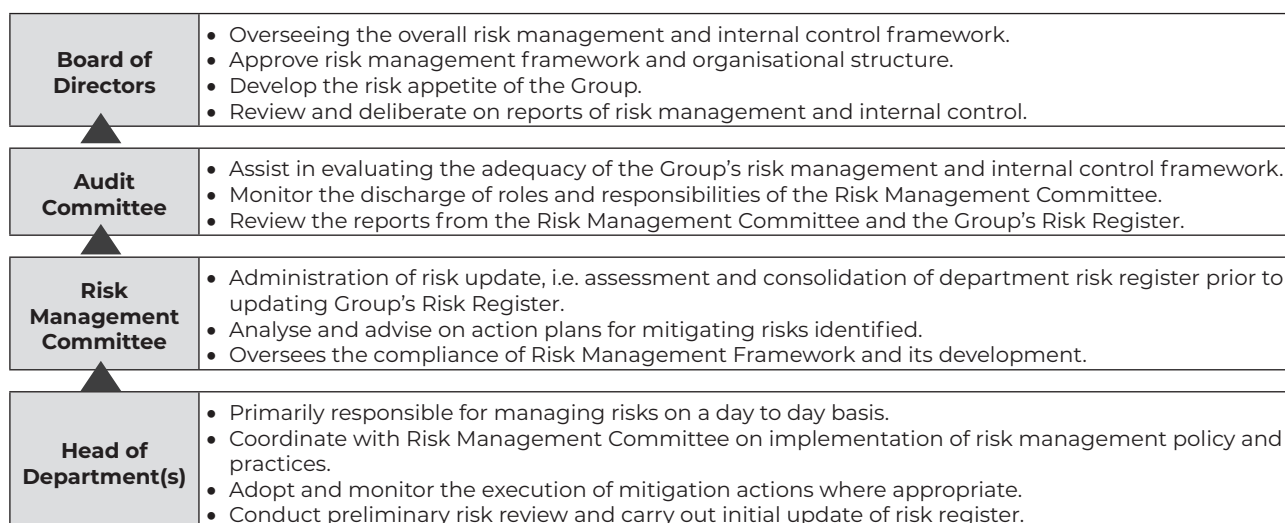 Board of
Directors
• Overseeing the overall risk management and internal control framework.
• Approve risk management framework and organisational structure.
• Develop the risk appetite of the Group.
• Review and deliberate on reports of risk management and internal control.
Audit
Committee
• Assist in evaluating the adequacy of the Group's risk management and internal control framework.
• Monitor the discharge of roles and responsibilities of the Risk Management Committee.
• Review the reports from the Risk Management Committee and the Group's Risk Register.
Risk
Management
Committee
• Administration of risk update, i.e. assessment and consolidation of department risk register prior to
updating Group's Risk Register.
• Analyse and advise on action plans for mitigating risks identified.
• Oversees the compliance of Risk Management Framework and its development.
Head of
Department(s)
• Primarily responsible for managing risks on a day to day basis.
• Coordinate with Risk Management Committee on implementation of risk management policy and
practices.
• Adopt and monitor the execution of mitigation actions where appropriate.
• Conduct preliminary risk review and carry out initial update of risk register.